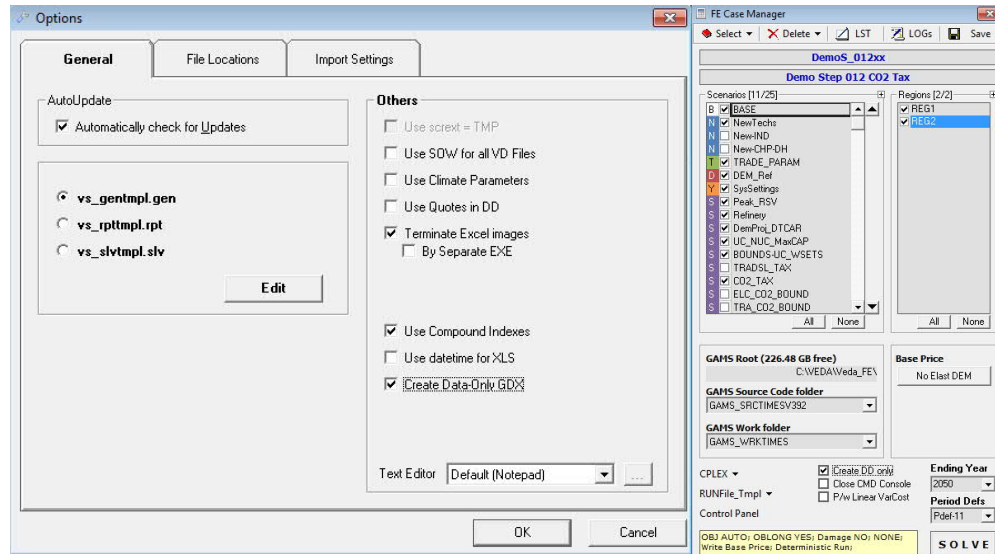 Options
General
File Locations
Import Settings
AutoUpdate
Automatically check for Updates
vs_gentmpl.gen
vs_rpttmpl.rpt
vs_slvtmpl.slv
Edit
Others
Use scrext = TMP
Use SOW for all VD Files
Use Climate Parameters
Use Quotes in DD
Terminate Excel images
By Separate EXE
Use Compound Indexes
Use datetime for XLS
Create Data-Only GDX
Text Editor Default (Notepad) ...
OK Cancel
FE Case Manager
Select Delete LST LOGs Save
DemoS_012xx
Demo Step 012 CO2 Tax
Scenarios [11/25]
B BASE
N NewTechs
N New-IND
N New-CHP-DH
T TRADE_PARAM
D DEM_Ref
Y SysSettings
S Peak_RSV
S Refinery
S DemProj_DTCAR
S UC_NUC_MaxCAP
S BOUNDS-UC_WSETS
S TRADSL_TAX
S CO2_TAX
S ELC_CO2_BOUND
S TRA_CO2_BOUND
All None
Regions [2/2]
REG1
REG2
All None
GAMS Root (226.48 GB free)
C:\VEDA\Veda_FE\
GAMS Source Code folder
GAMS_SRCTIMESV392
GAMS Work folder
GAMS_WRKTIMES
Base Price
No Elast DEM
CPLEX
RUNFile_Tmpl
Control Panel
Create DD only
Close CMD Console
P/w Linear VarCost
Ending Year
2050
Period Defs
Pdef-11
OBJ AUTO; OBLONG YES; Damage NO; NONE;
Write Base Price; Deterministic Run;
SOLVE